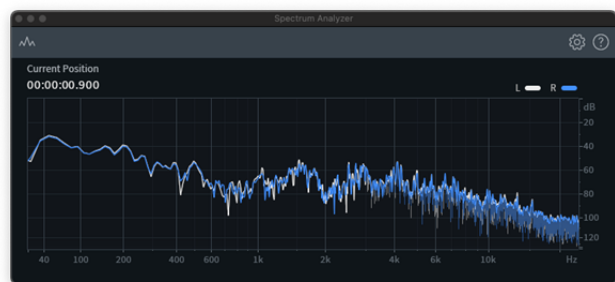 Spectrum Analyzer
Current Position
00:00:00.900
L R
dB
-20
-40
-60
-80
-100
-120
40 100 200 400 600 1k 2k 4k 6k 10k Hz